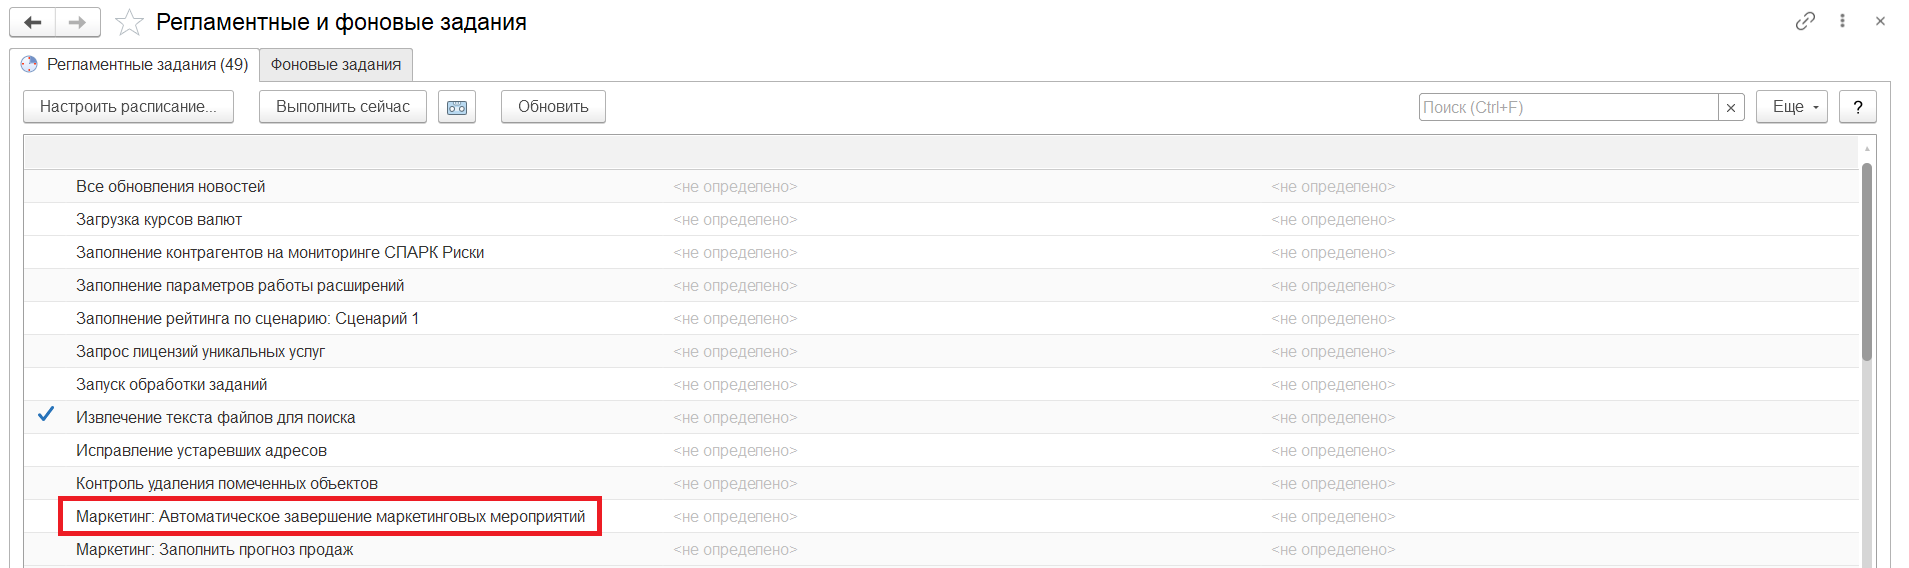 Регламентные и фоновые задания
Регламентные задания (49) Фоновые задания
Настроить расписание... Выполнить сейчас Обновить Поиск (Ctrl+F) × Еще ?
Все обновления новостей <не определено> <не определено>
Загрузка курсов валют <не определено> <не определено>
Заполнение контрагентов на мониторинге СПАРК Риски <не определено> <не определено>
Заполнение параметров работы расширений <не определено> <не определено>
Заполнение рейтинга по сценарию: Сценарий 1 <не определено> <не определено>
Запрос лицензий уникальных услуг <не определено> <не определено>
Запуск обработки заданий <не определено> <не определено>
Извлечение текста файлов для поиска <не определено> <не определено>
Исправление устаревших адресов <не определено> <не определено>
Контроль удаления помеченных объектов <не определено> <не определено>
Маркетинг: Автоматическое завершение маркетинговых мероприятий <не определено> <не определено>
Маркетинг: Заполнить прогноз продаж <не определено> <не определено>